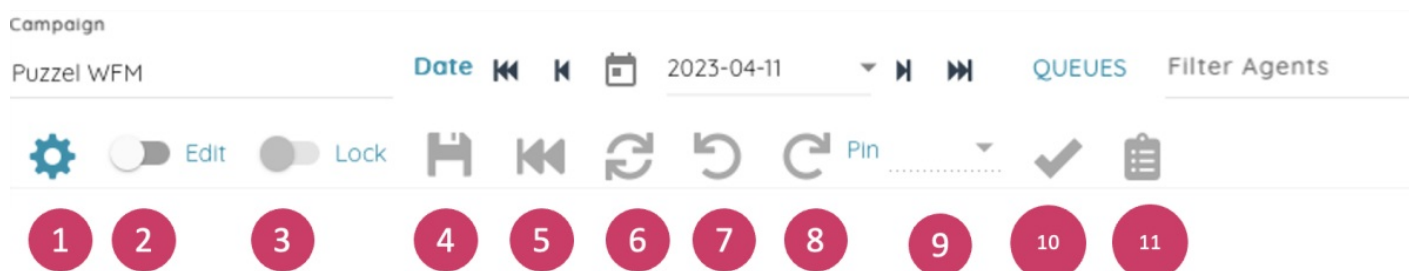 Campaign
Puzzel WFM Date 2023-04-11 QUEUES Filter Agents
Edit Lock Pin
1 2 3 4 5 6 7 8 9 10 11